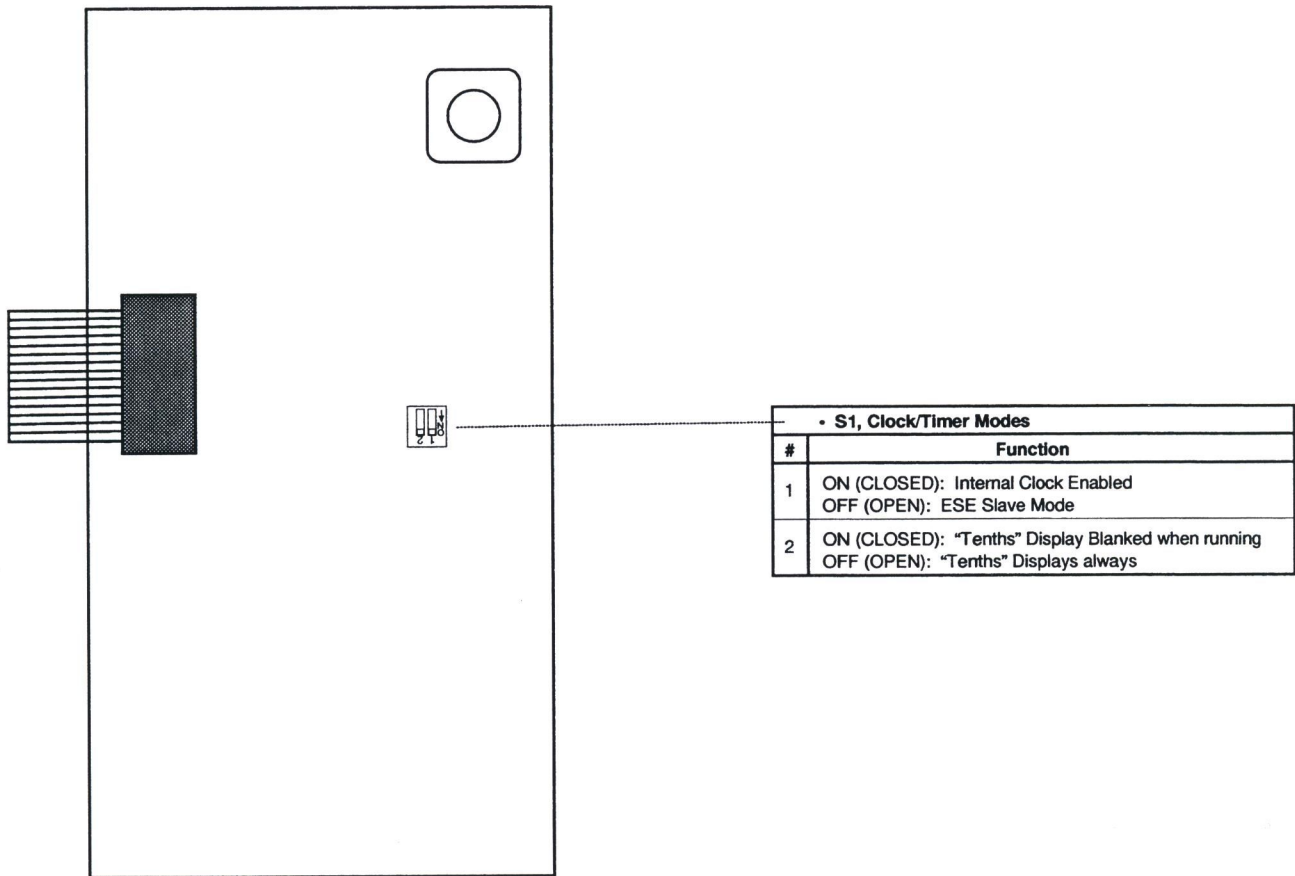 ON
1
2
• S1, Clock/Timer Modes
# Function
1 ON (CLOSED): Internal Clock Enabled
OFF (OPEN): ESE Slave Mode
2 ON (CLOSED): “Tenths” Display Blanked when running
OFF (OPEN): “Tenths” Displays always